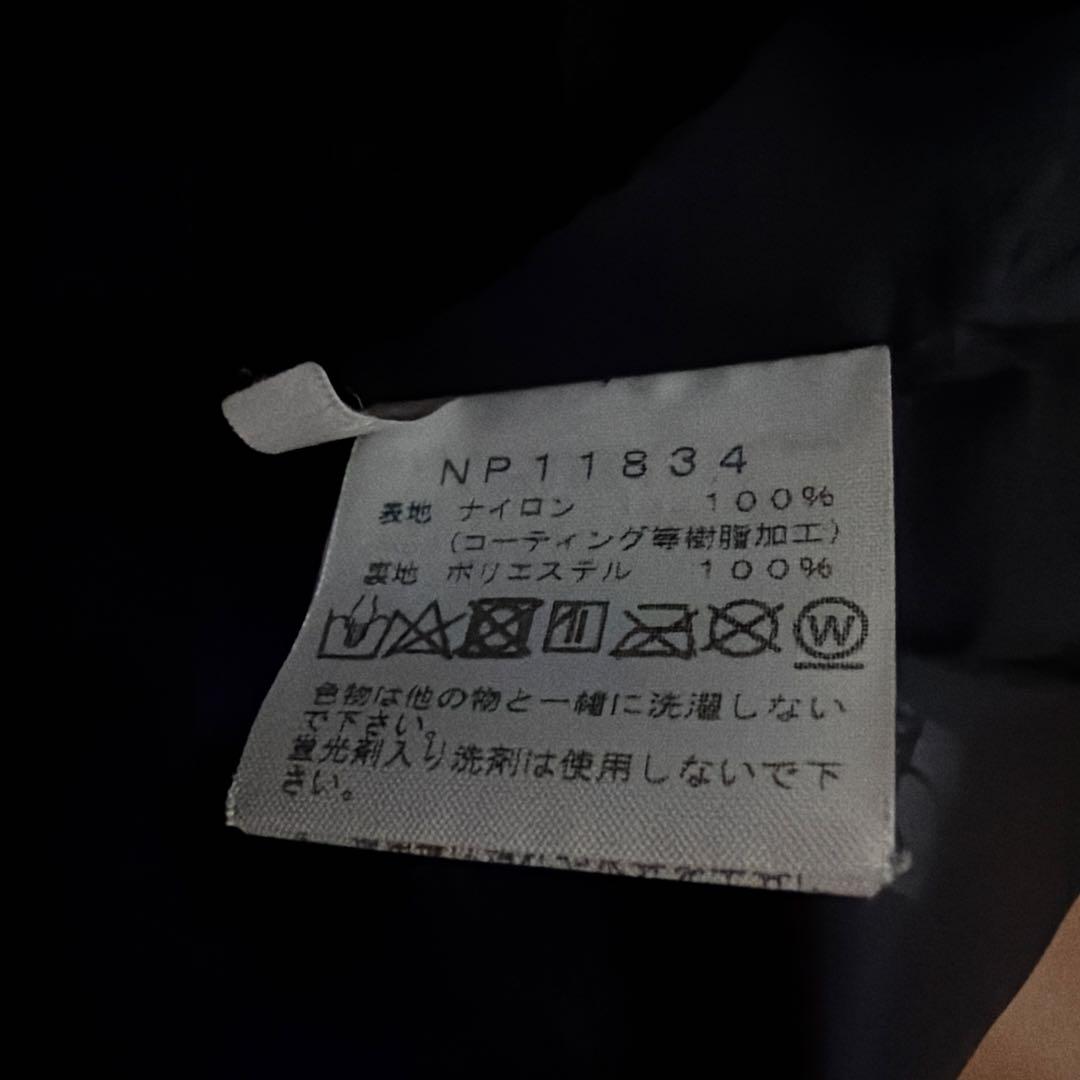 NP11834
表地 ナイロン 100%
(コーティング等樹脂加工)
裏地 ポリエステル 100%
W
色物は他の物と一緒に洗濯しない
で下さい。
蛍光剤入り洗剤は使用しないで下
さい。